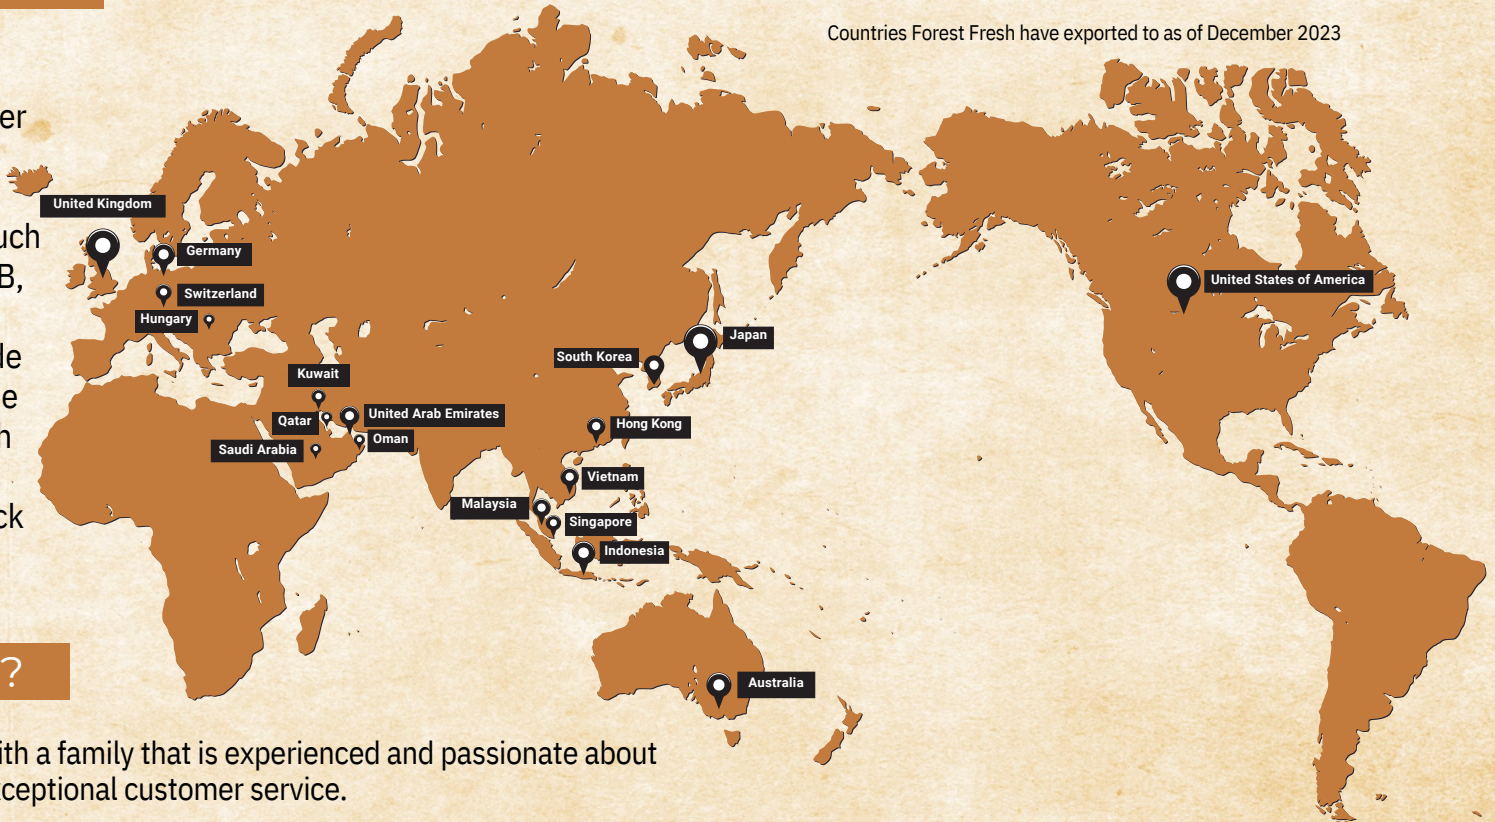 Countries Forest Fresh have exported to as of December 2023
er
uch
B,
de
e
h
ck
?
United Kingdom
Germany
Switzerland
Hungary
Kuwait
Qatar
United Arab Emirates
Oman
Saudi Arabia
South Korea
Japan
Hong Kong
Vietnam
Malaysia
Singapore
Indonesia
Australia
United States of America
ith a family that is experienced and passionate about
xceptional customer service.